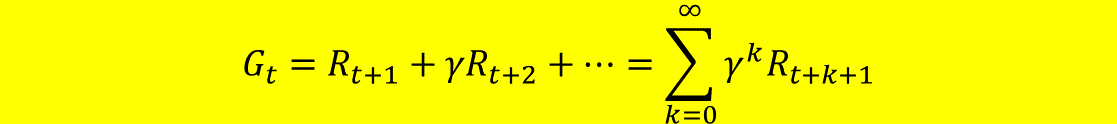 G_t = R_{t+1} + γR_{t+2} + ⋯ = ∑_{k=0}^{∞} γ^k R_{t+k+1}